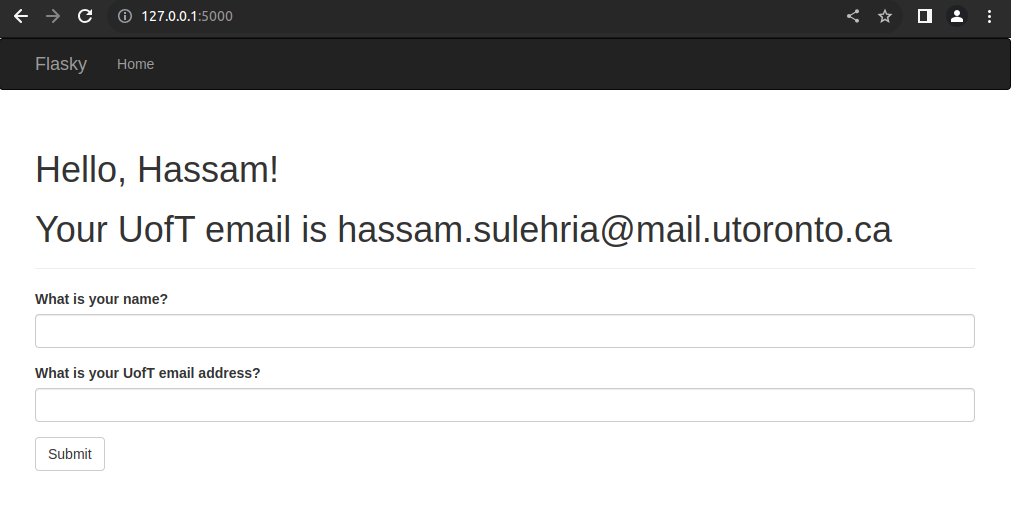 127.0.0.1:5000
Flasky Home
Hello, Hassam!
Your UofT email is hassam.sulehria@mail.utoronto.ca
What is your name?
What is your UofT email address?
Submit